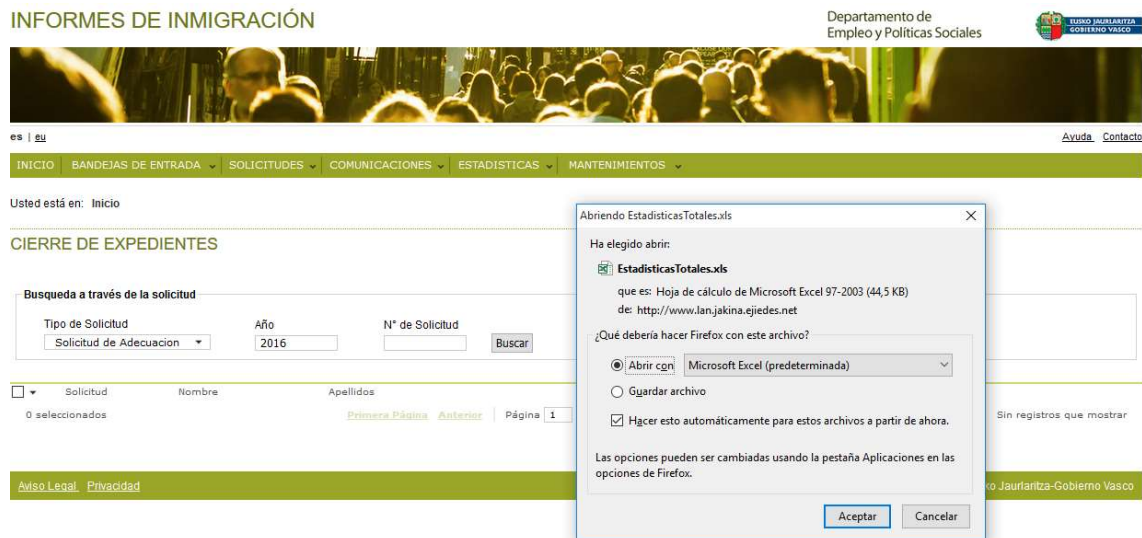 INFORMES DE INMIGRACIÓN
Departamento de
Empleo y Políticas Sociales
EUSKO JAURLARITZA
GOBIERNO VASCO
es | eu
Ayuda Contacto
INICIO BANDEJAS DE ENTRADA SOLICITUDES COMUNICACIONES ESTADISTICAS MANTENIMIENTOS
Usted está en: Inicio
CIERRE DE EXPEDIENTES
Busqueda a través de la solicitud
Tipo de Solicitud Año N° de Solicitud
Solicitud de Adecuacion 2016 Buscar
Solicitud Nombre Apellidos
0 seleccionados Primera Página Anterior Página 1 Sin registros que mostrar
Aviso Legal Privacidad
ko Jaurlaritza-Gobierno Vasco
Abriendo EstadisticasTotales.xls
Ha elegido abrir:
EstadisticasTotales.xls
que es: Hoja de cálculo de Microsoft Excel 97-2003 (44,5 KB)
de: http://www.lan.jakina.ejiedes.net
¿Qué debería hacer Firefox con este archivo?
Abrir con Microsoft Excel (predeterminada)
Guardar archivo
Hacer esto automáticamente para estos archivos a partir de ahora.
Las opciones pueden ser cambiadas usando la pestaña Aplicaciones en las
opciones de Firefox.
Aceptar Cancelar